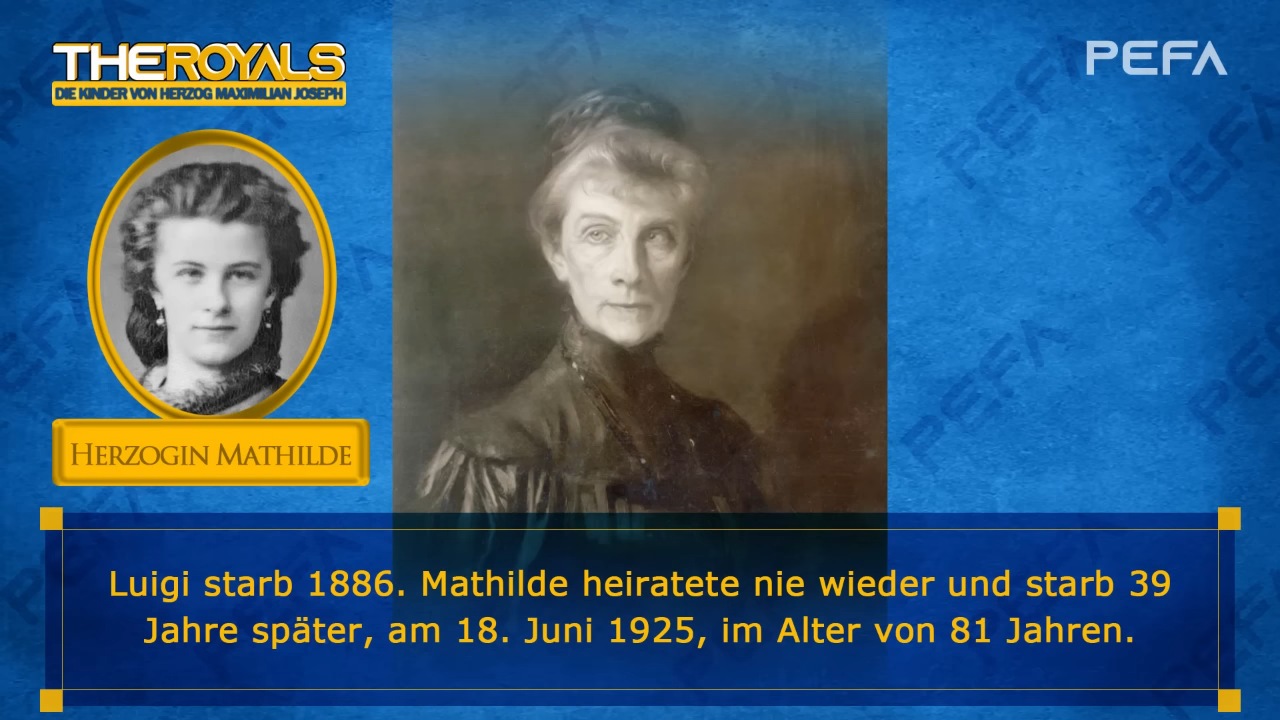 THEROYALS
DIE KINDER VON HERZOG MAXIMILIAN JOSEPH
PEFA
HERZOGIN MATHILDE
Luigi starb 1886. Mathilde heiratete nie wieder und starb 39
Jahre später, am 18. Juni 1925, im Alter von 81 Jahren.